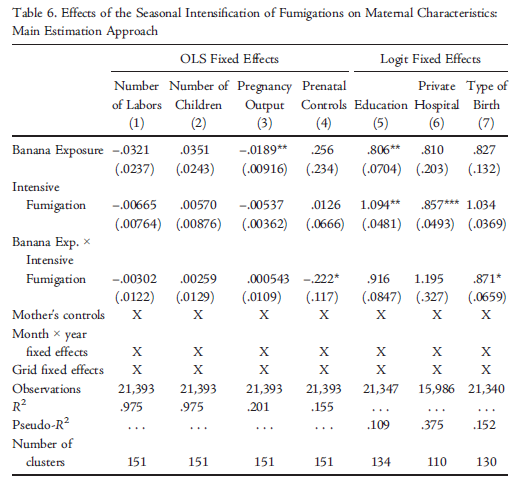 Table 6. Effects of the Seasonal Intensification of Fumigations on Maternal Characteristics:
Main Estimation Approach
OLS Fixed Effects Logit Fixed Effects
Number Number of Pregnancy Prenatal Private Type of
of Labors Children Output Controls Education Hospital Birth
(1) (2) (3) (4) (5) (6) (7)
Banana Exposure −.0321 .0351 −.0189** .256 .806** .810 .827
(.0237) (.0243) (.00916) (.234) (.0704) (.203) (.132)
Intensive
Fumigation −.00665 .00570 −.00537 .0126 1.094** .857*** 1.034
(.00764) (.00876) (.00362) (.0666) (.0481) (.0493) (.0369)
Banana Exp. ×
Intensive
Fumigation −.00302 .00259 .000543 −.222* .916 1.195 .871*
(.0122) (.0129) (.0109) (.117) (.0847) (.327) (.0659)
Mother's controls X X X X X X X
Month × year
fixed effects X X X X X X X
Grid fixed effects X X X X X X X
Observations 21,393 21,393 21,393 21,393 21,347 15,986 21,340
R² .975 .975 .201 .155 . . . . . . . . .
Pseudo-R² . . . . . . . . . . . . .109 .375 .152
Number of
clusters 151 151 151 151 134 110 130